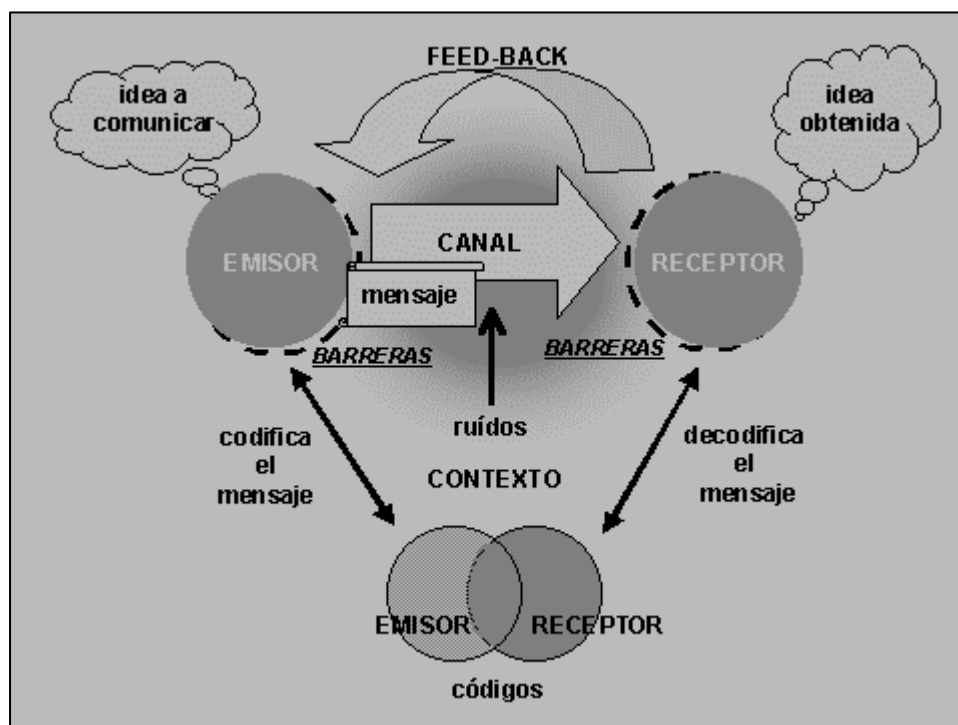 FEED-BACK
idea a
comunicar
idea
obtenida
EMISOR
CANAL
RECEPTOR
mensaje
BARRERAS
BARRERAS
ruídos
codifica
el
mensaje
decodifica
el
mensaje
CONTEXTO
EMISOR
RECEPTOR
códigos